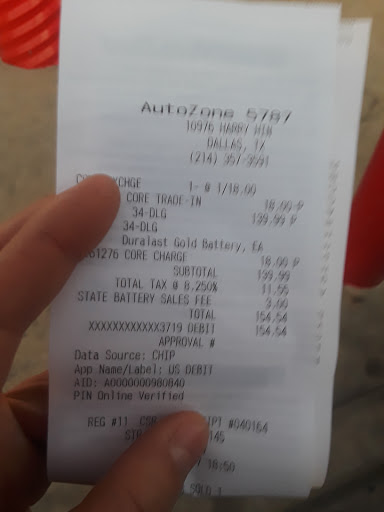 AutoZone 5787
10976 HARRY HIN
DALLAS, TX
(214) 357-3591
XCHGE 1- @ 1/18.00
CORE TRADE-IN 18.00 P
34-DLG 139.99 P
34-DLG
Duralast Gold Battery, EA
CORE CHARGE 18.00 P
SUBTOTAL 139.99
TOTAL TAX @ 8.250% 11.55
STATE BATTERY SALES FEE 3.00
TOTAL 154.54
XXXXXXXXXXXX3719 DEBIT 154.54
APPROVAL #
Data Source: CHIP
App Name/Label: US DEBIT
AID: A0000000980840
PIN Online Verified
REG #11 #040164
18:50
SOLD